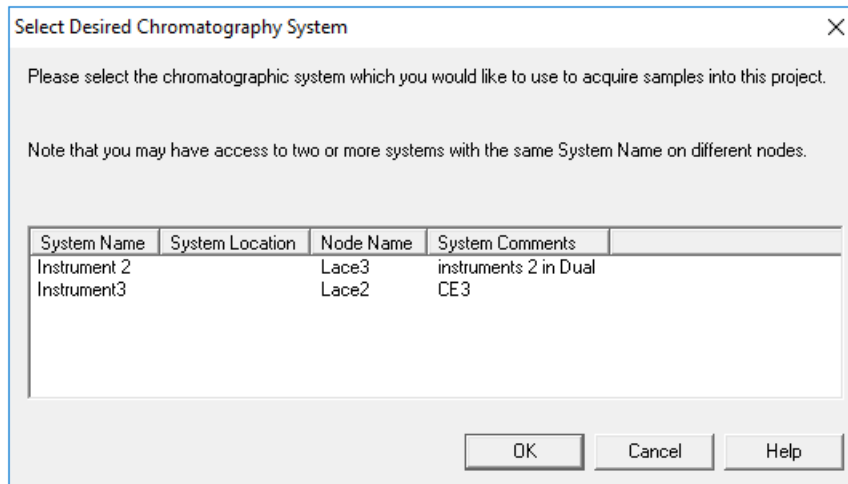 Select Desired Chromatography System
Please select the chromatographic system which you would like to use to acquire samples into this project.
Note that you may have access to two or more systems with the same System Name on different nodes.
System Name System Location Node Name System Comments
Instrument 2 Lace3 instruments 2 in Dual
Instrument3 Lace2 CE3
OK Cancel Help